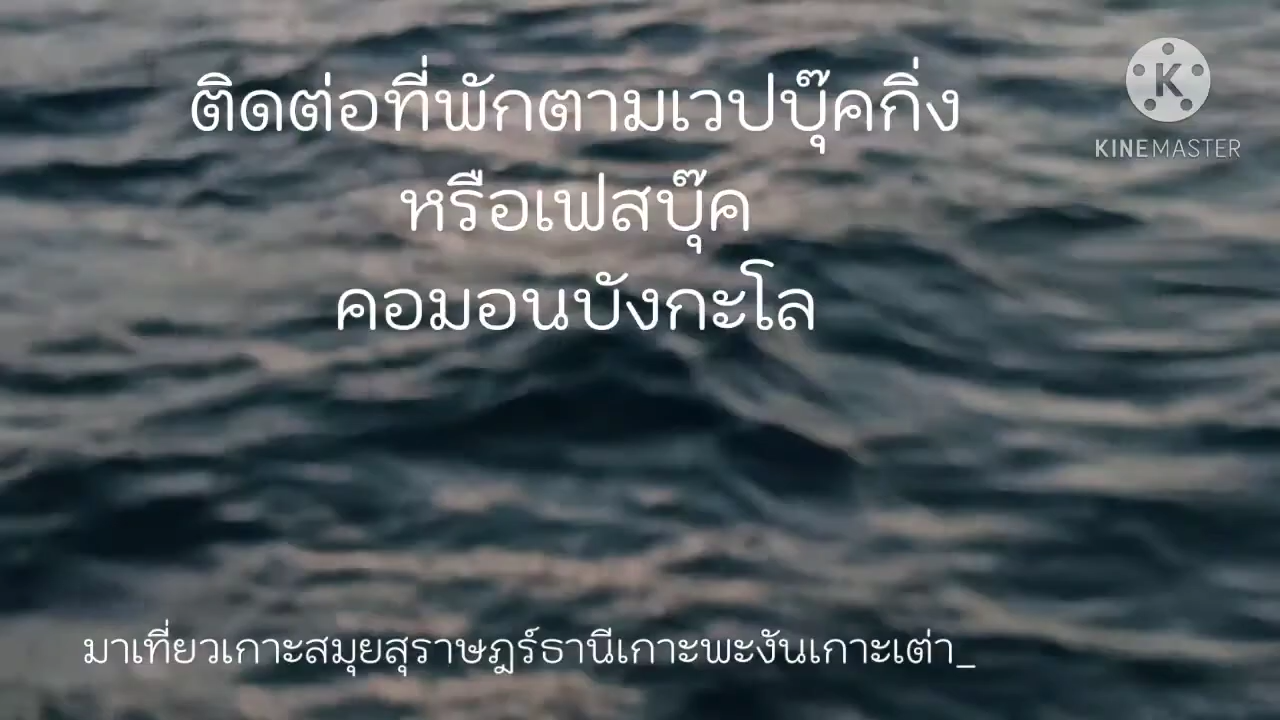 ติดต่อที่พักตามเวปบุ๊คกิ่ง
หรือเฟสบุ๊ค
คอมอนบังกะโล
K
KINEMASTER
มาเที่ยวเกาะสมุยสุราษฎร์ธานีเกาะพะงันเกาะเต่า_